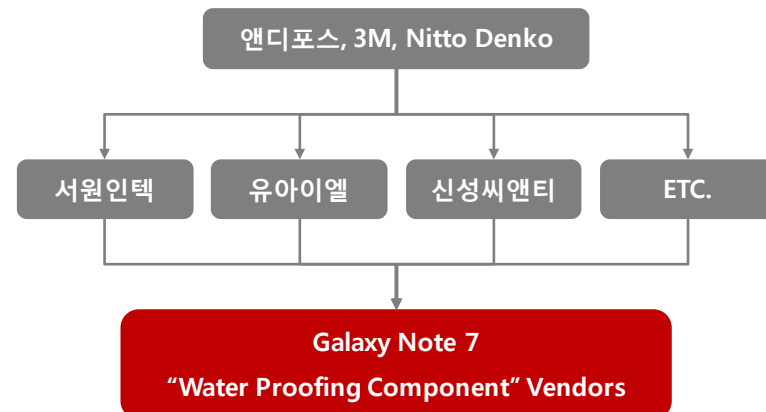 앤디포스, 3M, Nitto Denko
서원인텍
유아이엘
신성씨앤티
ETC.
Galaxy Note 7
“Water Proofing Component” Vendors